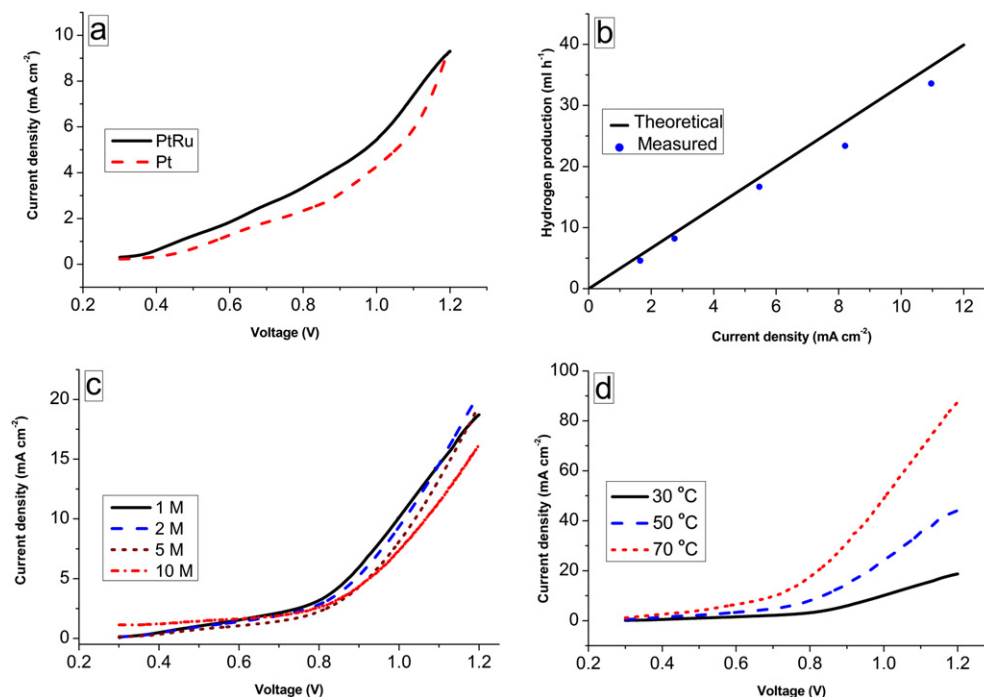 a
Current density (mA cm⁻²)
10
8
6
4
2
0
PtRu
Pt
0.2 0.4 0.6 0.8 1.0 1.2
Voltage (V)
b
Hydrogen production (ml h⁻¹)
40
30
20
10
0
Theoretical
Measured
0 2 4 6 8 10 12
Current density (mA cm⁻²)
c
Current density (mA cm⁻²)
20
15
10
5
0
1 M
2 M
5 M
10 M
0.2 0.4 0.6 0.8 1.0 1.2
Voltage (V)
d
Current density (mA cm⁻²)
100
80
60
40
20
0
30 °C
50 °C
70 °C
0.2 0.4 0.6 0.8 1.0 1.2
Voltage (V)